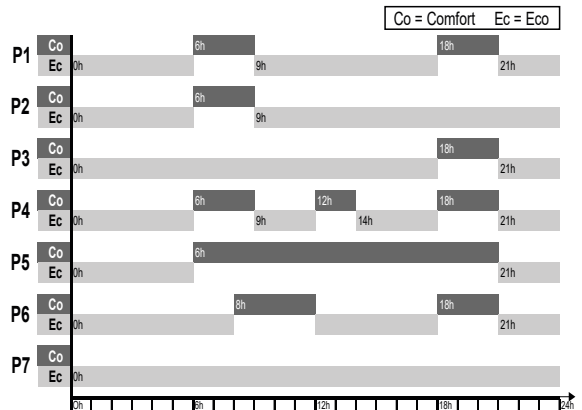 Co = Comfort Ec = Eco
P1 Co 6h 18h
Ec 0h 9h 21h
P2 Co 6h
Ec 0h 9h
P3 Co 18h
Ec 0h 21h
P4 Co 6h 12h 18h
Ec 0h 9h 14h 21h
P5 Co 6h
Ec 0h 21h
P6 Co 8h 18h
Ec 0h 21h
P7 Co
Ec 0h
0h 6h 12h 18h 24h